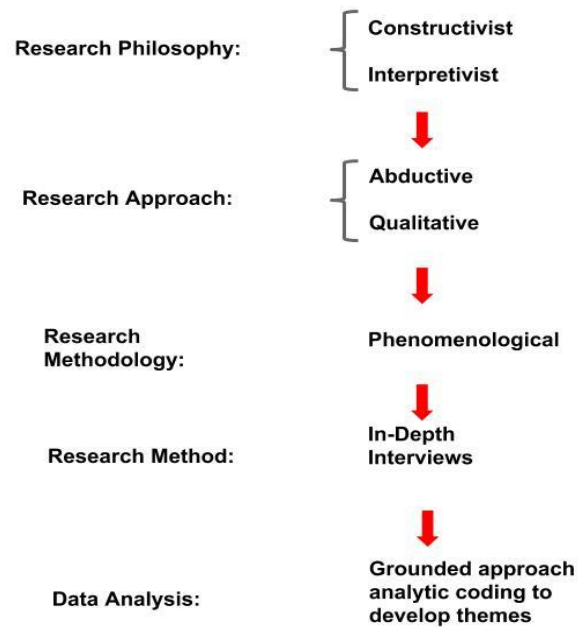 Research Philosophy:
Constructivist
Interpretivist
Research Approach:
Abductive
Qualitative
Research
Methodology:
Phenomenological
Research Method:
In-Depth
Interviews
Data Analysis:
Grounded approach
analytic coding to
develop themes